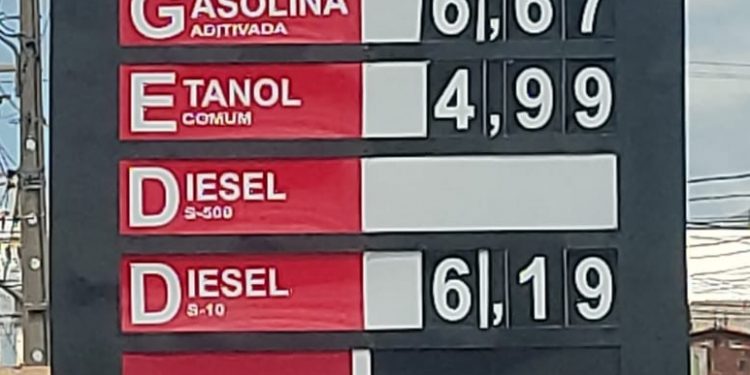 GASOLINA 6,67
ADITIVADA
ETANOL 4,99
COMUM
DIESEL
S-500
DIESEL 6,19
S-10